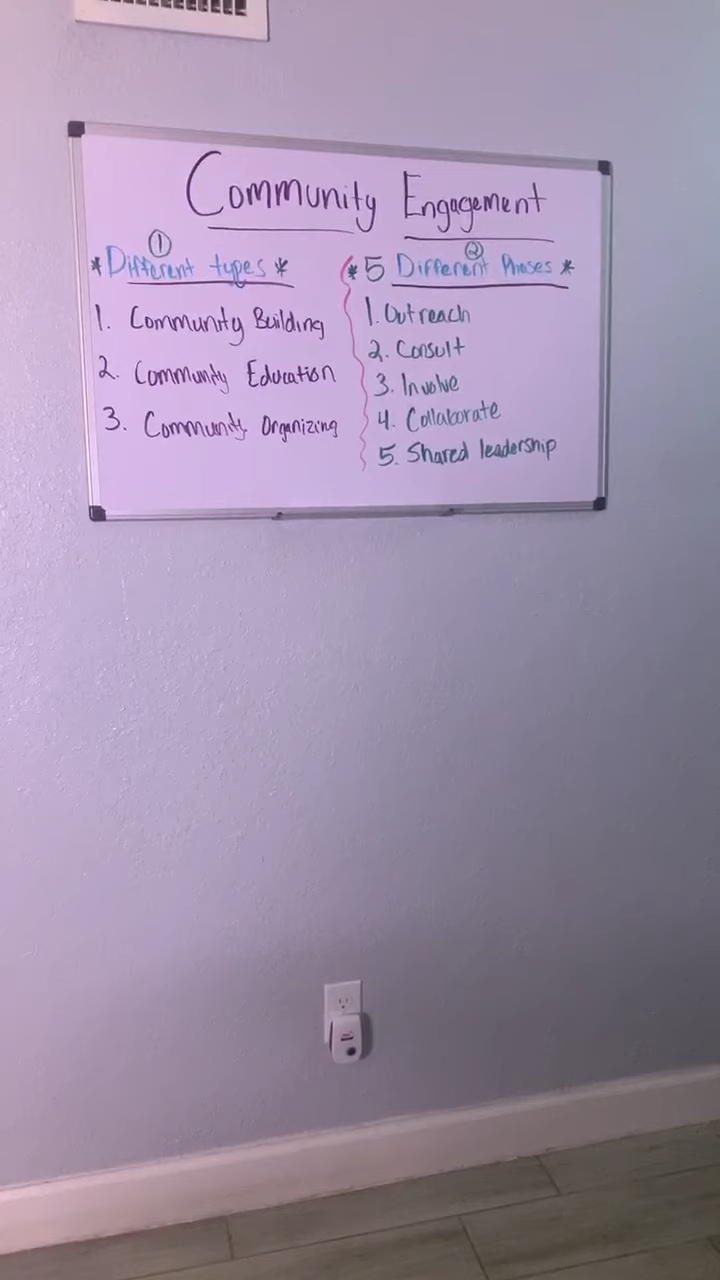 Community Engagement
①
*Different types*
1. Community Building
2. Community Education
3. Community Organizing
②
*5 Different Phases*
1. Outreach
2. Consult
3. Involve
4. Collaborate
5. Shared leadership